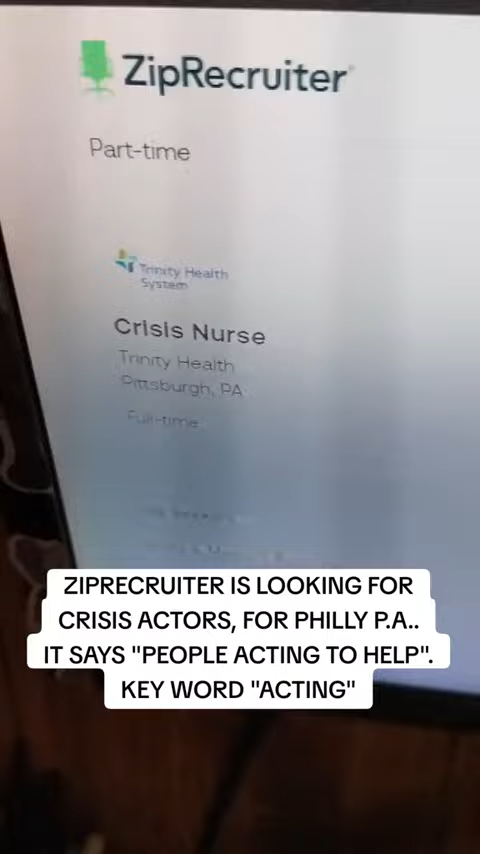 ZipRecruiter
Part-time
Trinity Health
System
Crisis Nurse
Trinity Health
Pittsburgh, PA
Full-time
ZIPRECRUITER IS LOOKING FOR
CRISIS ACTORS, FOR PHILLY P.A..
IT SAYS "PEOPLE ACTING TO HELP".
KEY WORD "ACTING"